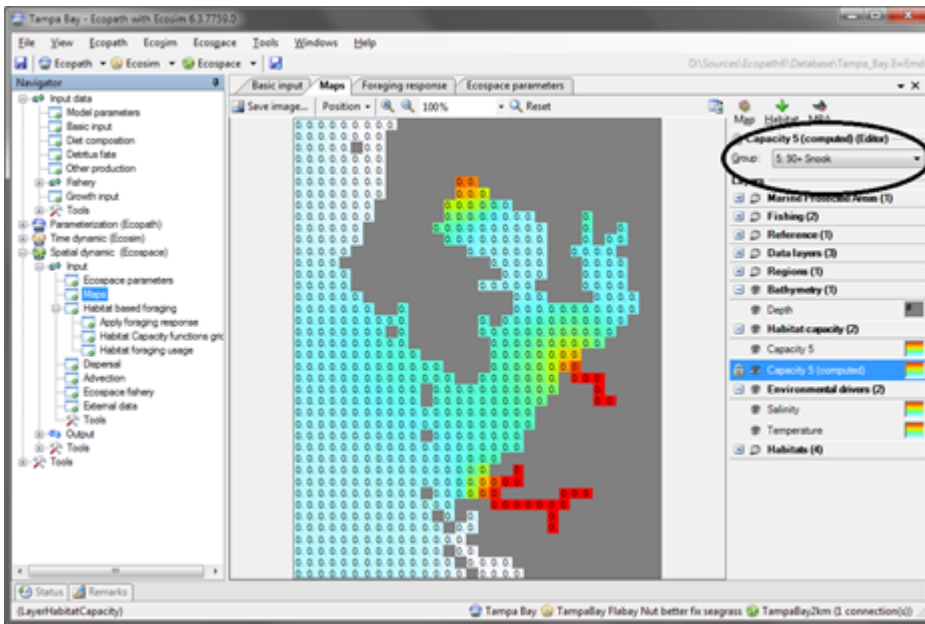 Tampa Bay - Ecopath with Ecosim 6.3.7759.0
File View Ecopath Ecosim Ecospace Tools Windows Help
Ecopath Ecosim Ecospace
D:\Sources\Ecopath6\Database\Tampa_Bay.EwEmd
Navigator
Input data
Model parameters
Basic input
Diet composition
Detritus fate
Other production
Fishery
Growth input
Tools
Parameterization (Ecopath)
Time dynamic (Ecosim)
Spatial dynamic (Ecospace)
Input
Ecospace parameters
Maps
Habitat based foraging
Apply foraging response
Habitat Capacity functions grid
Habitat foraging usage
Dispersal
Advection
Ecospace fishery
External data
Tools
Output
Tools
Tools
Basic input Maps Foraging response Ecospace parameters
Save image... Position 100% Reset
Map Habitat MPA
Capacity 5 (computed) (Editor)
Group: 5: 90+ Snook
Layers
Marine Protected Areas (1)
Fishing (2)
Reference (1)
Data layers (3)
Regions (1)
Bathymetry (1)
Depth
Habitat capacity (2)
Capacity 5
Capacity 5 (computed)
Environmental drivers (2)
Salinity
Temperature
Habitats (4)
Status Remarks
(LayerHabitatCapacity)
Tampa Bay TampaBay Flabay Nut better fix seagrass TampaBay2km (1 connection(s))